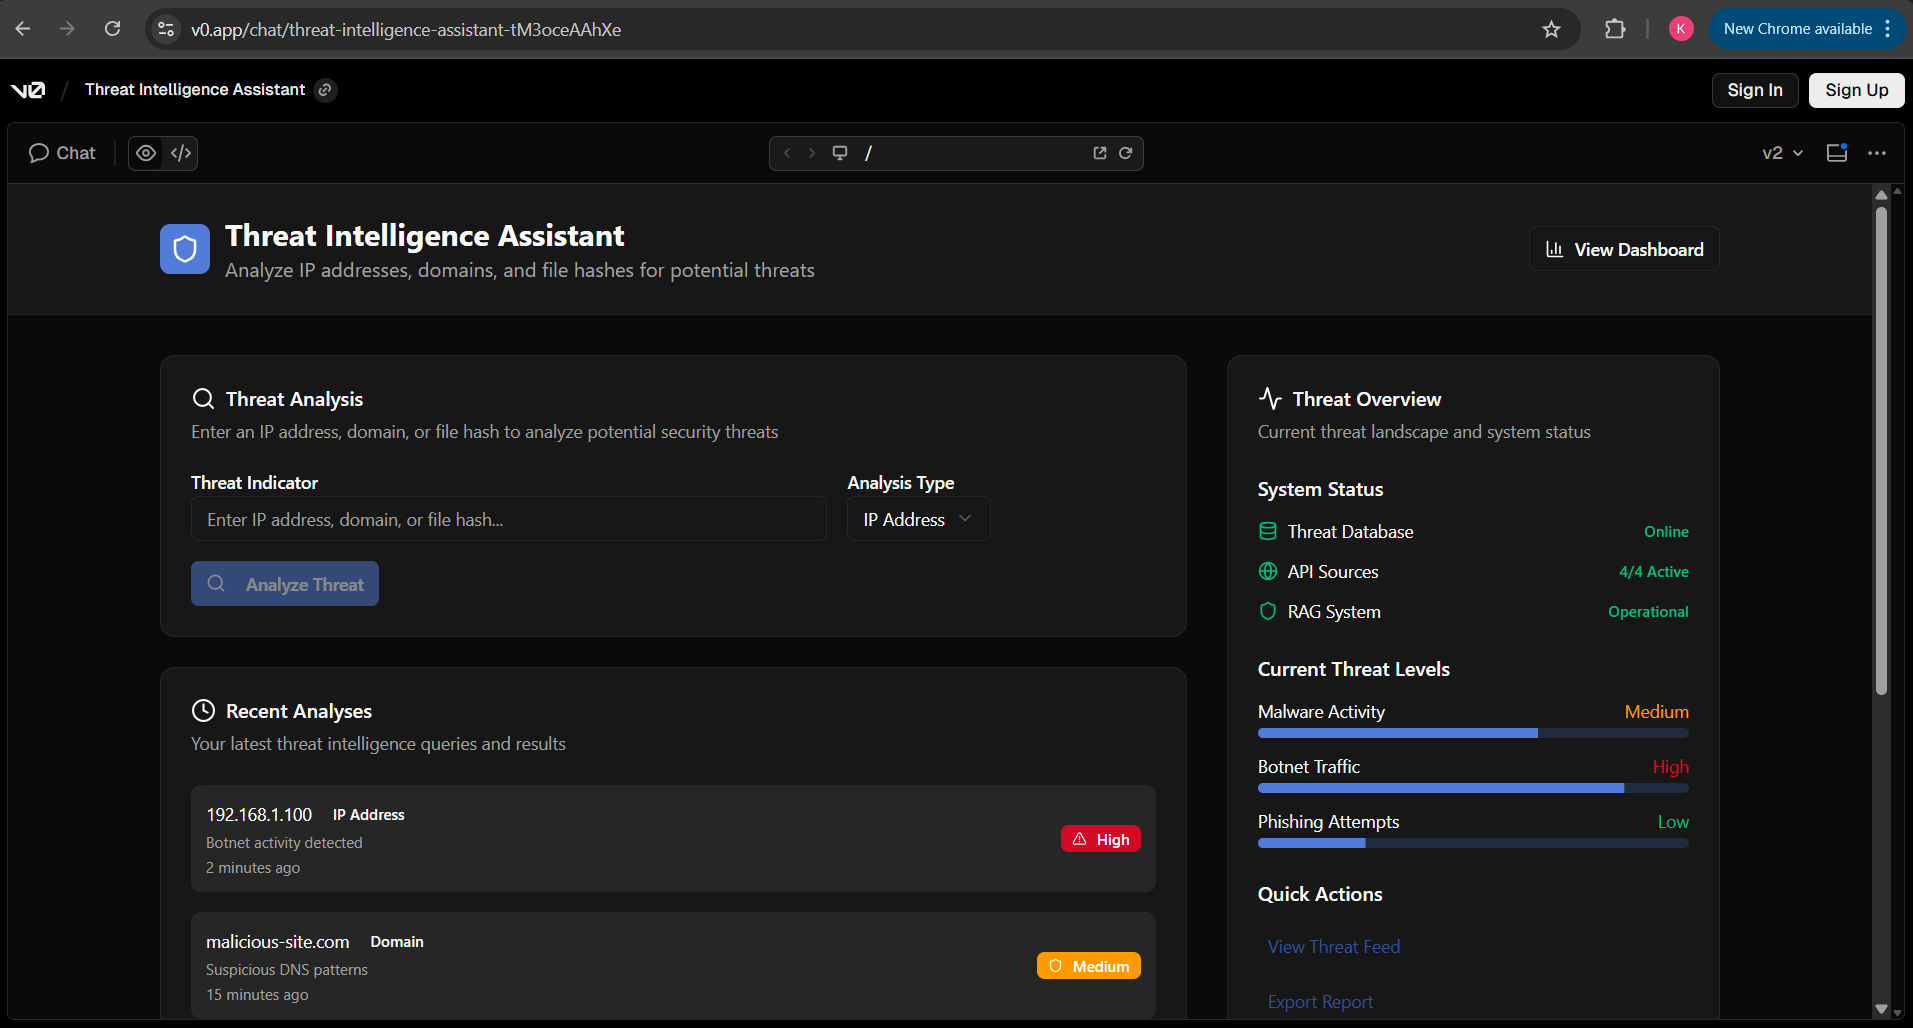 v0.app/chat/threat-intelligence-assistant-tM3oceAAhXe
K
New Chrome available
v0 / Threat Intelligence Assistant
Sign In
Sign Up
Chat
/
v2
Threat Intelligence Assistant
Analyze IP addresses, domains, and file hashes for potential threats
View Dashboard
Threat Analysis
Enter an IP address, domain, or file hash to analyze potential security threats
Threat Indicator
Analysis Type
Enter IP address, domain, or file hash...
IP Address
Analyze Threat
Recent Analyses
Your latest threat intelligence queries and results
192.168.1.100 IP Address
Botnet activity detected
2 minutes ago
High
malicious-site.com Domain
Suspicious DNS patterns
15 minutes ago
Medium
Threat Overview
Current threat landscape and system status
System Status
Threat Database Online
API Sources 4/4 Active
RAG System Operational
Current Threat Levels
Malware Activity Medium
Botnet Traffic High
Phishing Attempts Low
Quick Actions
View Threat Feed
Export Report